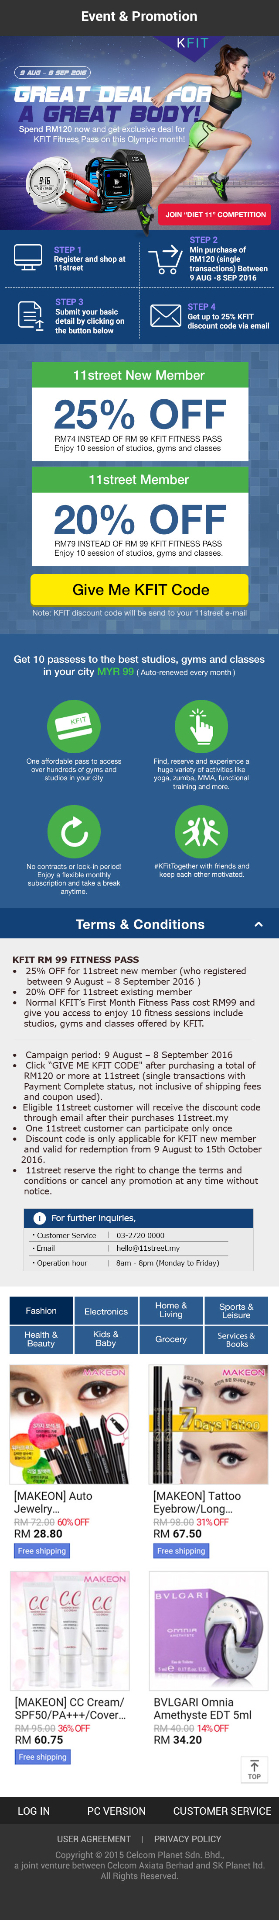 Event & Promotion
KFIT
9 AUG - 8 SEP 2016
GREAT DEAL FOR
A GREAT BODY!
Spend RM120 now and get exclusive deal for
KFIT Fitness Pass on this Olympic month!
JOIN "DIET 11" COMPETITION
STEP 1
Register and shop at
11street
STEP 2
Min purchase of
RM120 (single
transactions) Between
9 AUG -8 SEP 2016
STEP 3
Submit your basic
detail by clicking on
the button below
STEP 4
Get up to 25% KFIT
discount code via email
11street New Member
25% OFF
RM74 INSTEAD OF RM 99 KFIT FITNESS PASS
Enjoy 10 session of studios, gyms and classes
11street Member
20% OFF
RM79 INSTEAD OF RM 99 KFIT FITNESS PASS
Enjoy 10 session of studios, gyms and classes.
Give Me KFIT Code
Note: KFIT discount code will be send to your 11street e-mail
Get 10 passess to the best studios, gyms and classes
in your city MYR 99 ( Auto-renewed every month )
KFIT
One affordable pass to access
over hundreds of gyms and
studios in your city
Find, reserve and experience a
huge variety of activities like
yoga, zumba, MMA, functional
training and more.
No contracts or lock-in period!
Enjoy a flexible monthly
subscription and take a break
anytime.
#KFitTogether with friends and
keep each other motivated.
Terms & Conditions
KFIT RM 99 FITNESS PASS
• 25% OFF for 11street new member (who registered
between 9 August – 8 September 2016 )
• 20% OFF for 11street existing member
• Normal KFIT's First Month Fitness Pass cost RM99 and
give you access to enjoy 10 fitness sessions include
studios, gyms and classes offered by KFIT.
• Campaign period: 9 August – 8 September 2016
• Click "GIVE ME KFIT CODE" after purchasing a total of
RM120 or more at 11street (single transactions with
Payment Complete status, not inclusive of shipping fees
and coupon used).
• Eligible 11street customer will receive the discount code
through email after their purchases 11street.my
• One 11street customer can participate only once
• Discount code is only applicable for KFIT new member
and valid for redemption from 9 August to 15th October
2016.
• 11street reserve the right to change the terms and
conditions or cancel any promotion at any time without
notice.
For further inquiries,
• Customer Service | 03-2720 0000
• Email | hello@11street.my
• Operation hour | 8am - 6pm (Monday to Friday)
Fashion
Electronics
Home &
Living
Sports &
Leisure
Health &
Beauty
Kids &
Baby
Grocery
Services &
Books
MAKEON
[MAKEON] Auto
Jewelry...
RM 72.00 60%OFF
RM 28.80
Free shipping
MAKEON
7 Days Tattoo
[MAKEON] Tattoo
Eyebrow/Long...
RM 98.00 31%OFF
RM 67.50
Free shipping
MAKEON
C.C
C.C
C.C
[MAKEON] CC Cream/
SPF50/PA+++/Cover...
RM 95.00 36%OFF
RM 60.75
Free shipping
BVLGARI
omnia
BVLGARI Omnia
Amethyste EDT 5ml
RM 40.00 14%OFF
RM 34.20
TOP
LOG IN
PC VERSION
CUSTOMER SERVICE
USER AGREEMENT | PRIVACY POLICY
Copyright © 2015 Celcom Planet Sdn. Bhd.,
a joint venture between Celcom Axiata Berhad and SK Planet ltd.
All Rights Reserved.